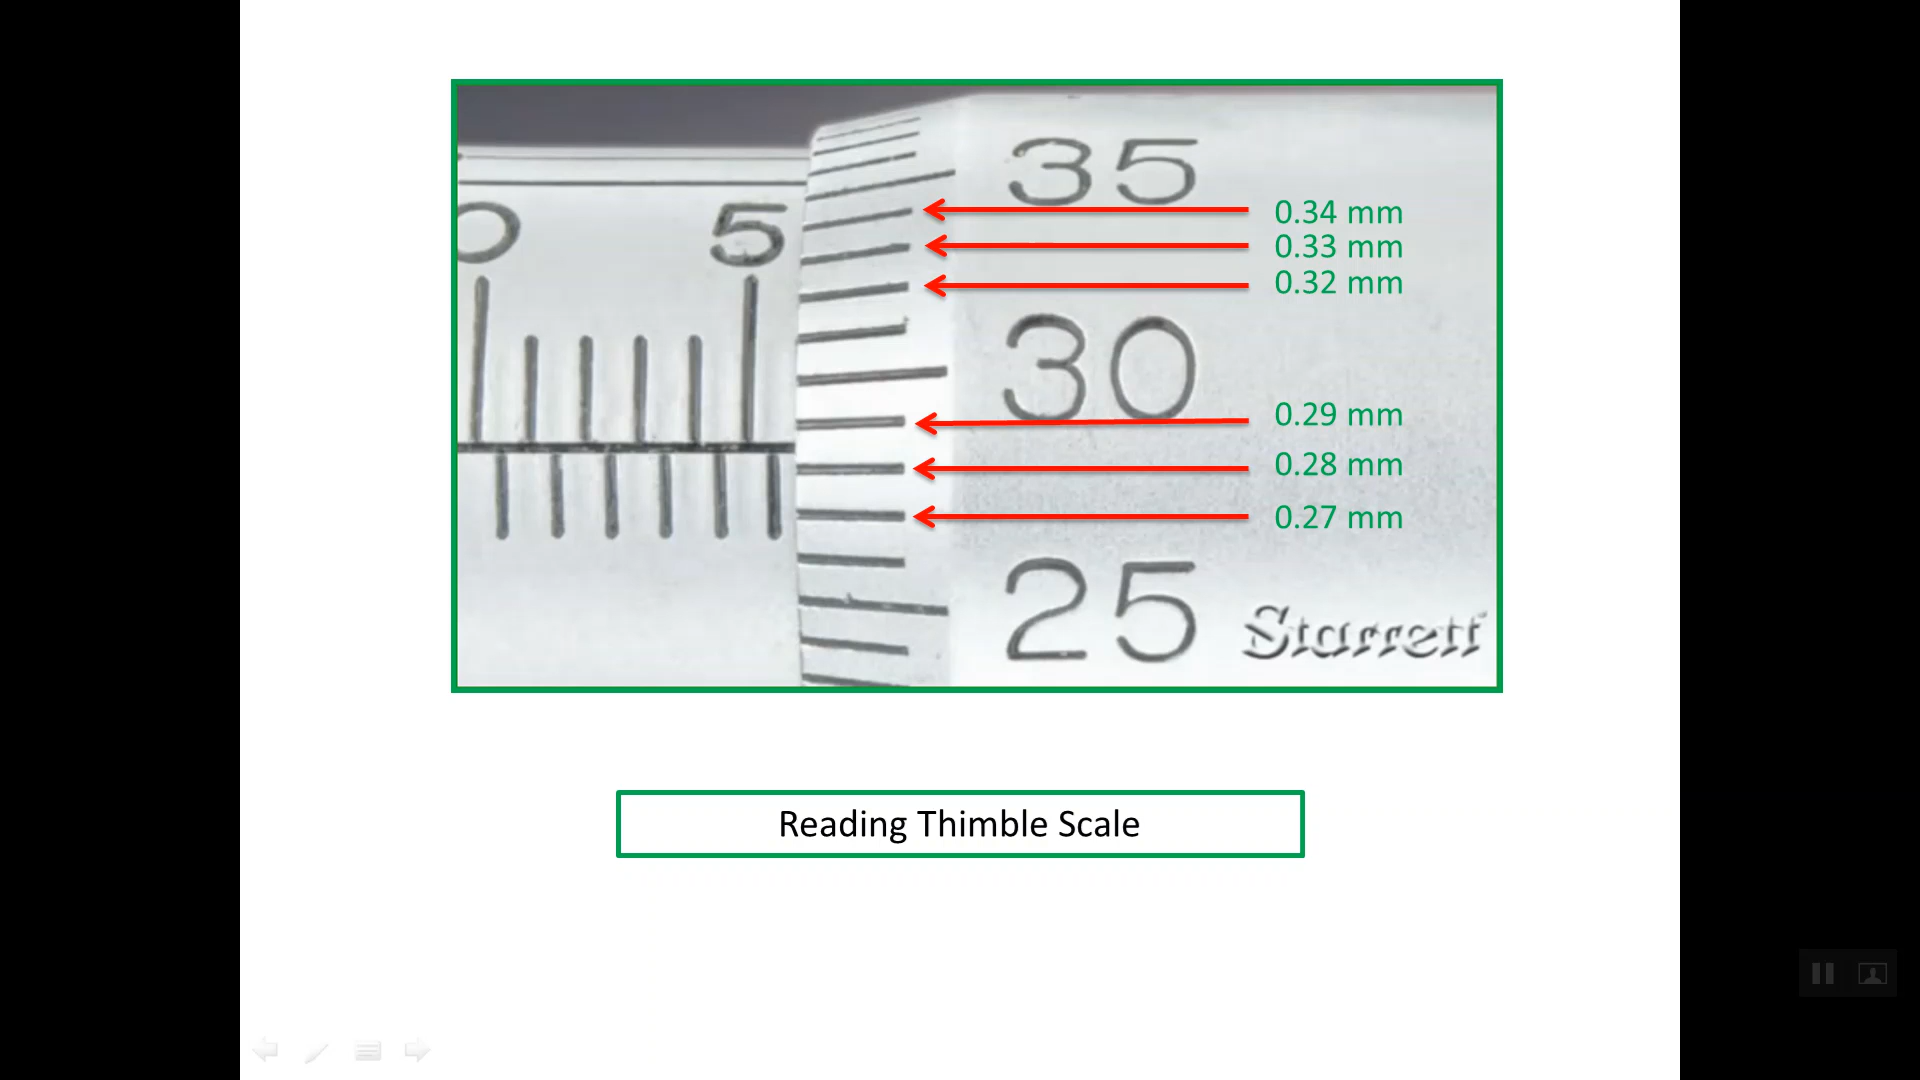 35
0.34 mm
0 5
0.33 mm
0.32 mm
30
0.29 mm
0.28 mm
0.27 mm
25 Starrett
Reading Thimble Scale